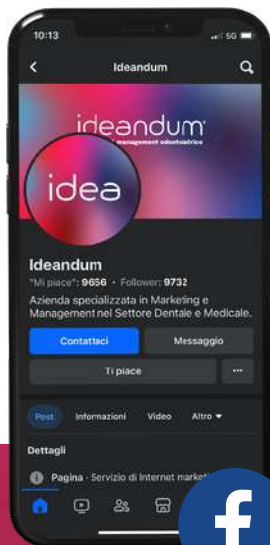 10:13
5G
Ideandum
ideandum
management odontoiatrico
idea
Ideandum
"Mi piace": 9656 • Follower: 9732
Azienda specializzata in Marketing e
Management nel Settore Dentale e Medicale.
Contattaci
Messaggio
Ti piace
Post
Informazioni
Video
Altro
Dettagli
Pagina · Servizio di Internet
f